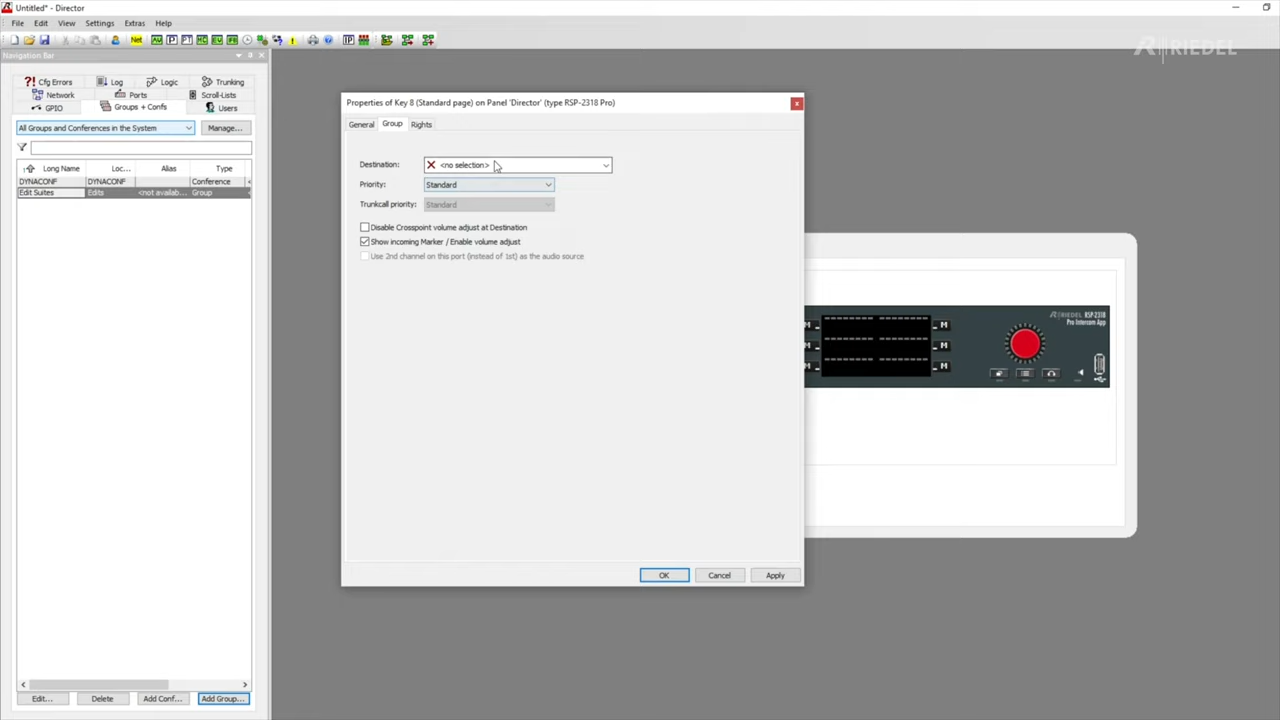 Untitled* - Director
File Edit View Settings Extras Help
RIEDEL
Navigation Bar
Cfg Errors Log Logic Trunking
Network Ports Scroll-Lists
GPIO Groups + Confs Users
All Groups and Conferences in the System Manage...
Long Name Loc... Alias Type
DYNACONF DYNACONF Conference
Edit Suites Edits <not availab... Group
Edit... Delete Add Conf... Add Group...
Properties of Key 8 (Standard page) on Panel 'Director' (type RSP-2318 Pro)
General Group Rights
Destination: <no selection>
Priority: Standard
Trunkcall priority: Standard
Disable Crosspoint volume adjust at Destination
Show incoming Marker / Enable volume adjust
Use 2nd channel on this port (instead of 1st) as the audio source
OK Cancel Apply
RIEDEL RSP-2318
Pro Intercom App
M M
M M
M M